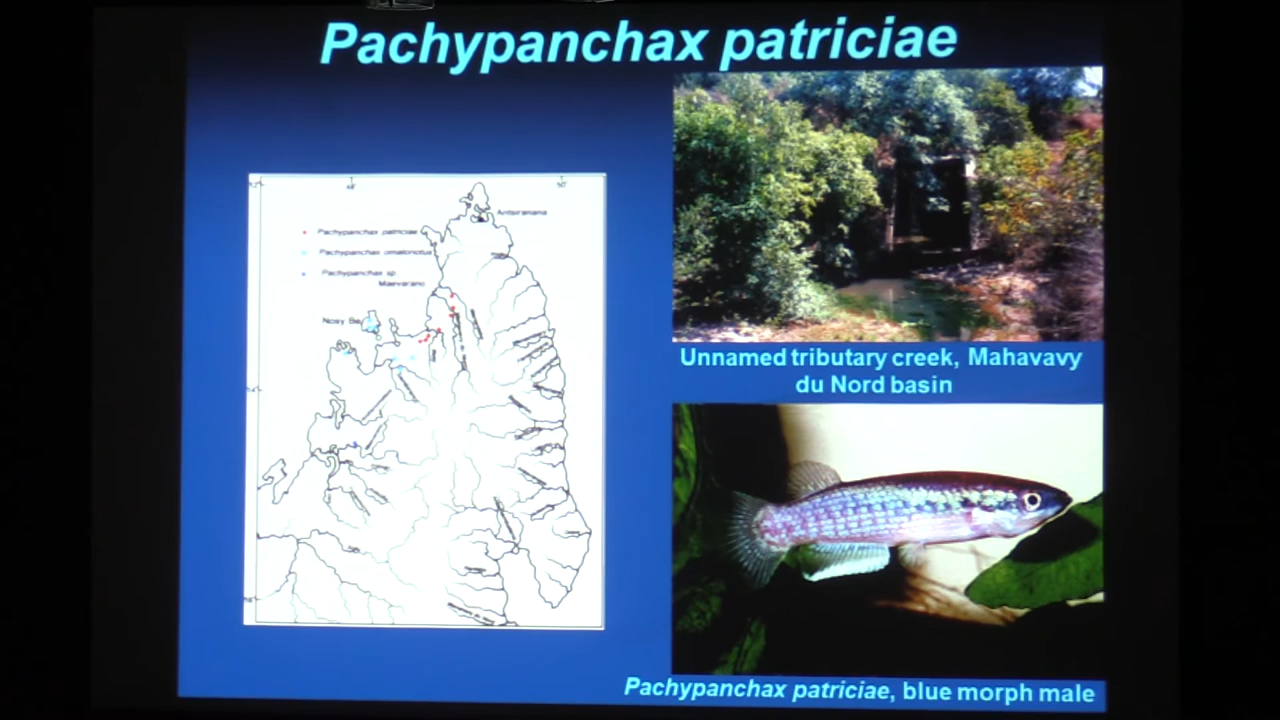 Pachypanchax patriciae
Antsiranana
Pachypanchax patriciae
Pachypanchax omalonotus
Pachypanchax sp.
Maevarano
Nosy Be
50°
Unnamed tributary creek, Mahavavy
du Nord basin
Pachypanchax patriciae, blue morph male